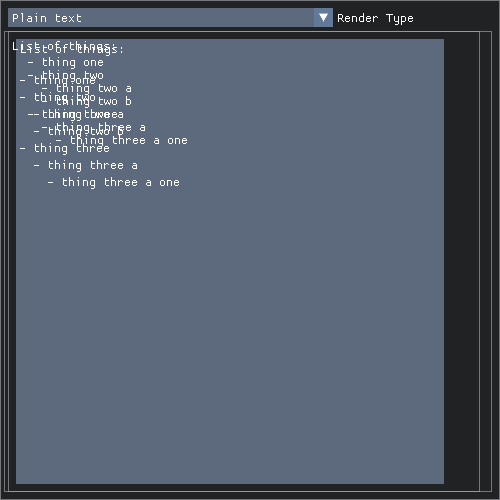 Plain text
Render Type
List of things:
- thing one
- thing two
- thing two a
- thing two b
- thing three
- thing three a
- thing three a one
List of things:
- thing one
- thing two
- thing two a
- thing two b
- thing three
- thing three a
- thing three a one